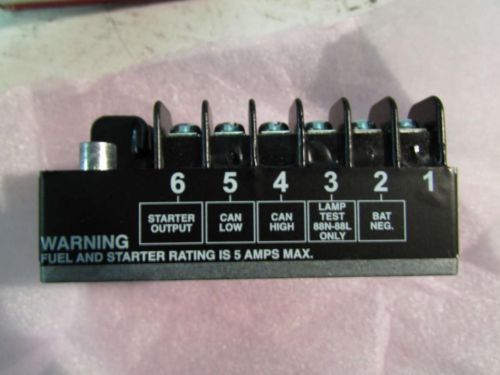 6 5 4 3 2 1
STARTER OUTPUT
CAN LOW
CAN HIGH
LAMP TEST 88N-88L ONLY
BAT NEG.
WARNING
FUEL AND STARTER RATING IS 5 AMPS MAX.